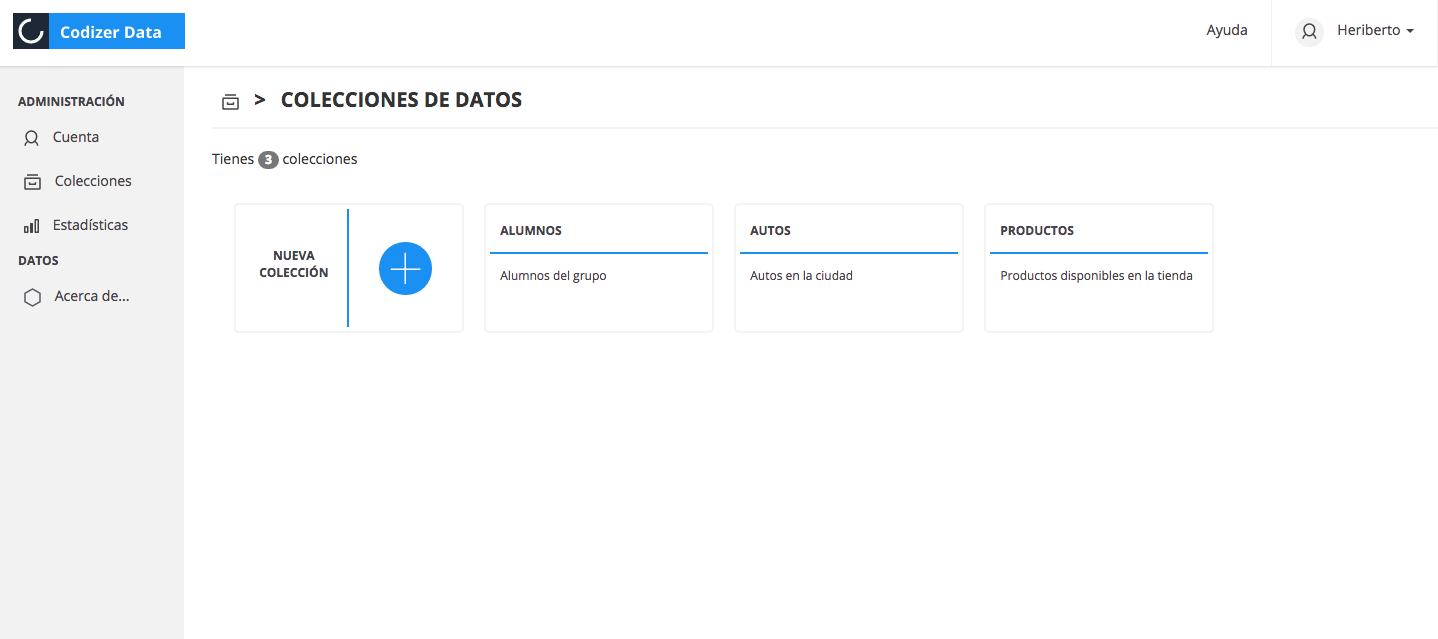 Codizer Data
Ayuda
Heriberto
ADMINISTRACIÓN
Cuenta
Colecciones
Estadísticas
DATOS
Acerca de...
> COLECCIONES DE DATOS
Tienes 3 colecciones
NUEVA
COLECCIÓN
ALUMNOS
Alumnos del grupo
AUTOS
Autos en la ciudad
PRODUCTOS
Productos disponibles en la tienda